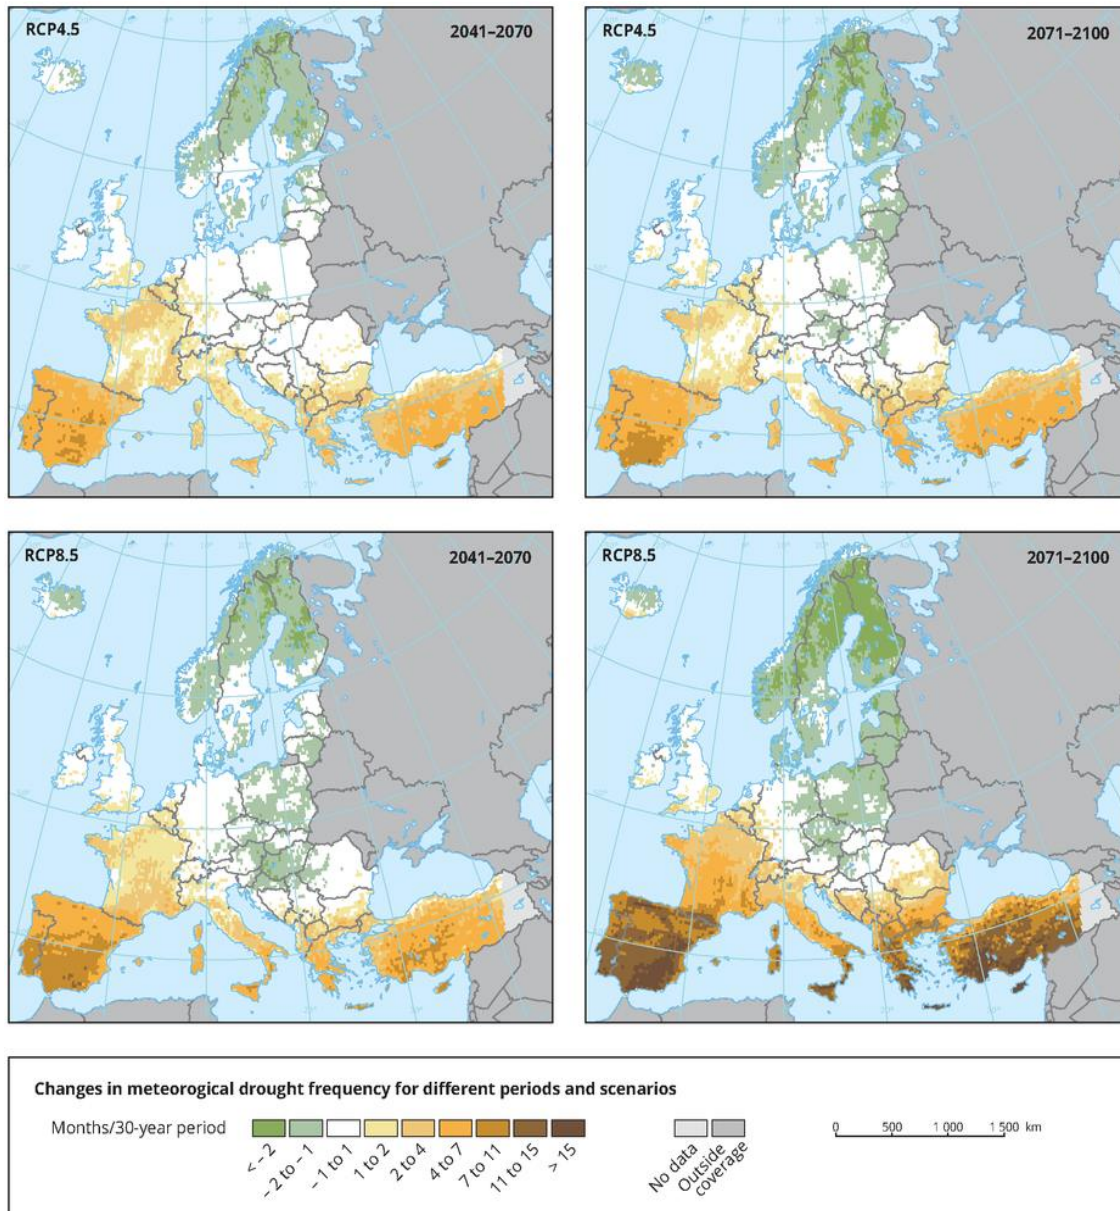 RCP4.5
2041–2070
RCP4.5
2071–2100
RCP8.5
2041–2070
RCP8.5
2071–2100
Changes in meteorogical drought frequency for different periods and scenarios
Months/30-year period
< – 2
– 2 to – 1
– 1 to 1
1 to 2
2 to 4
4 to 7
7 to 11
11 to 15
> 15
No data
Outside
coverage
0 500 1 000 1 500 km